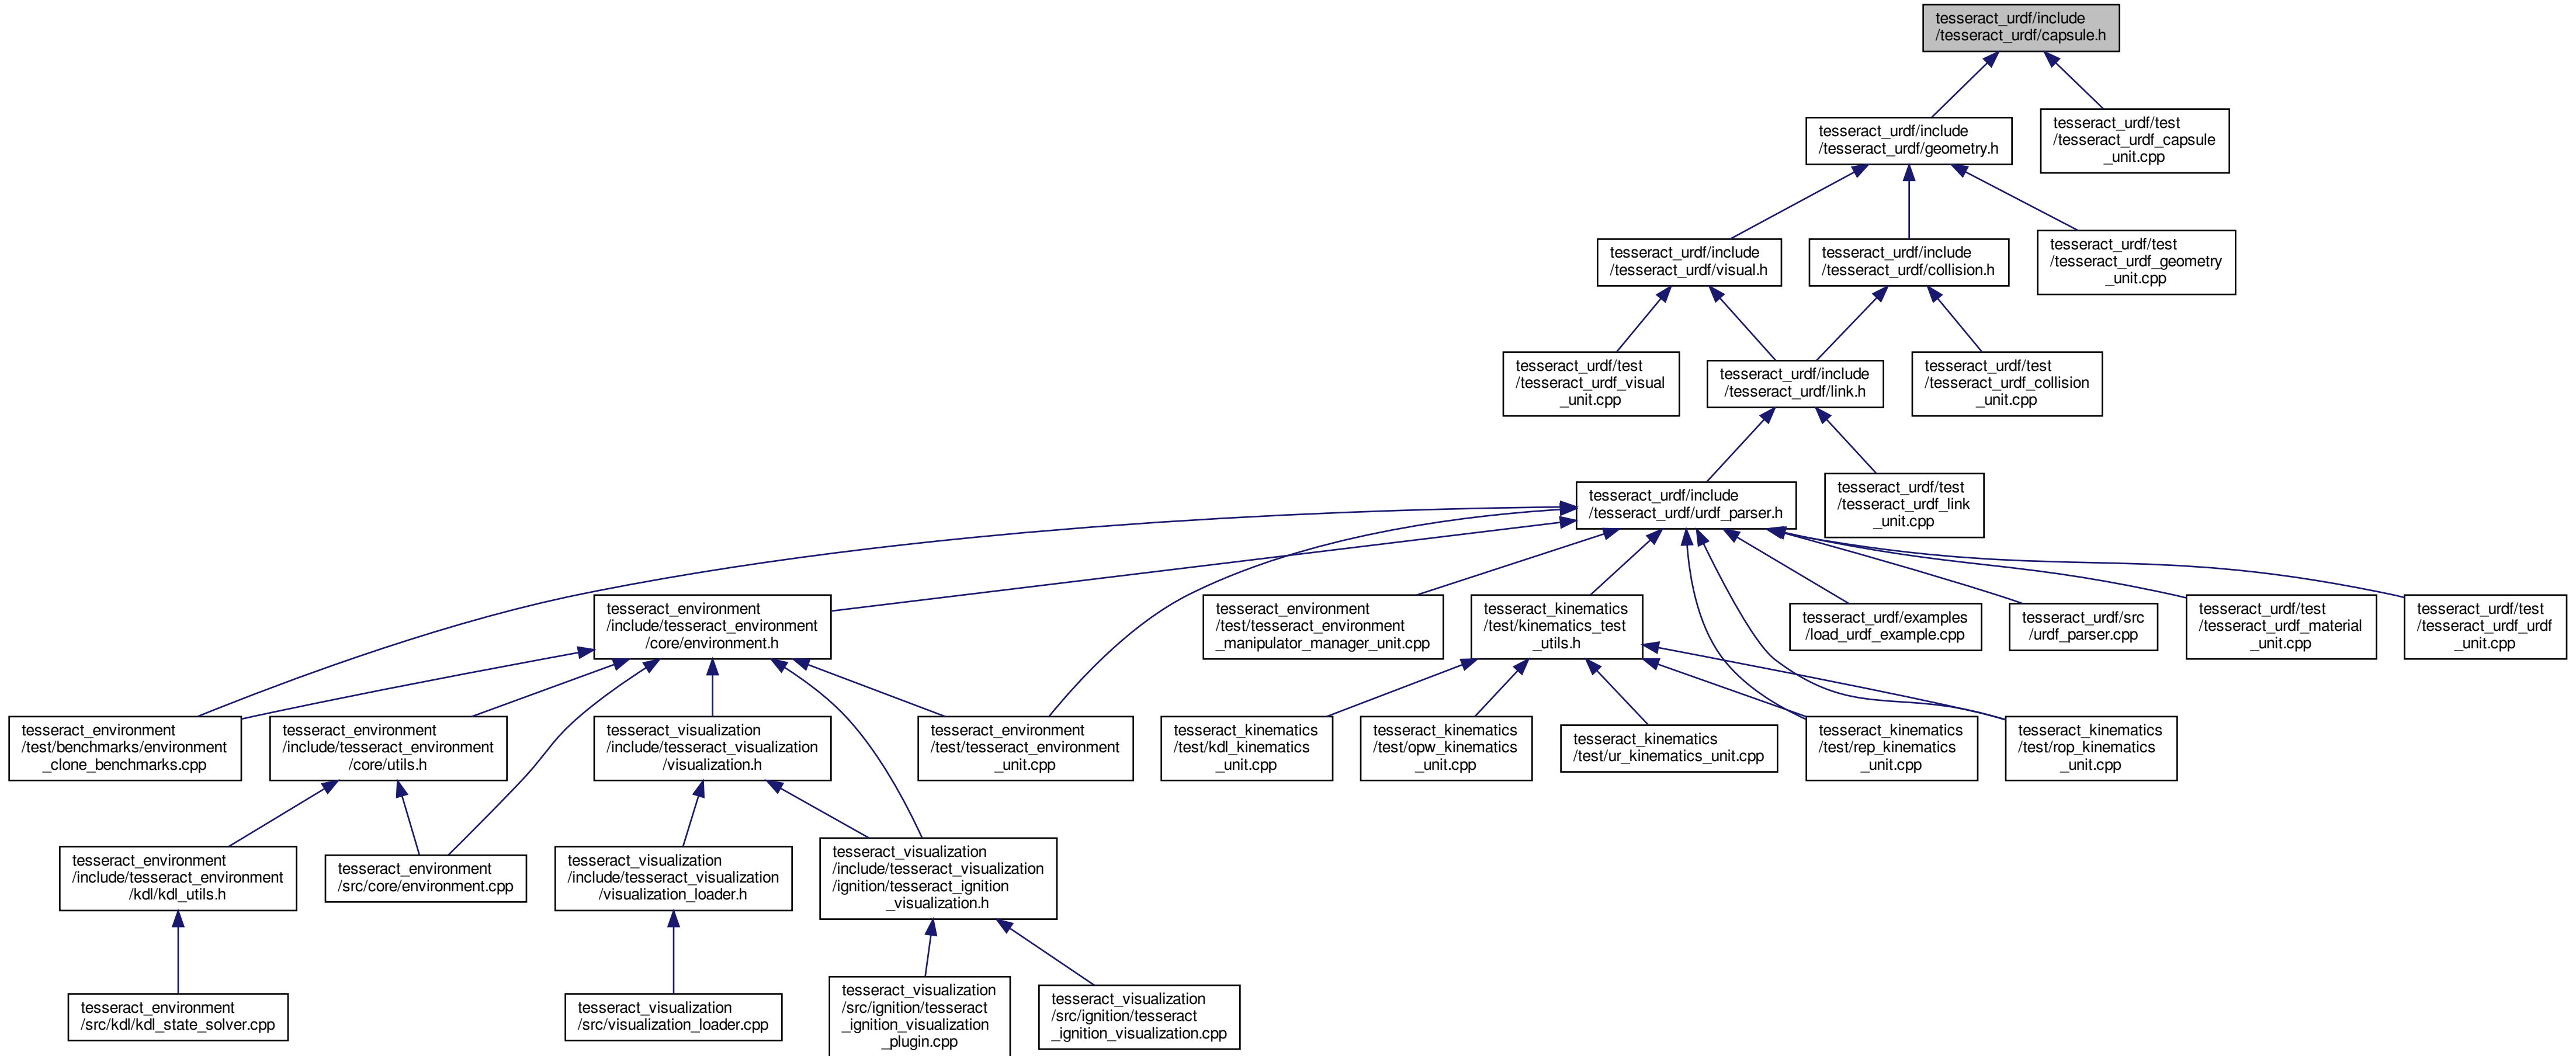 tesseract_urdf/include
/tesseract_urdf/capsule.h
tesseract_urdf/include
/tesseract_urdf/geometry.h
tesseract_urdf/test
/tesseract_urdf_capsule
_unit.cpp
tesseract_urdf/include
/tesseract_urdf/visual.h
tesseract_urdf/include
/tesseract_urdf/collision.h
tesseract_urdf/test
/tesseract_urdf_geometry
_unit.cpp
tesseract_urdf/test
/tesseract_urdf_visual
_unit.cpp
tesseract_urdf/include
/tesseract_urdf/link.h
tesseract_urdf/test
/tesseract_urdf_collision
_unit.cpp
tesseract_urdf/include
/tesseract_urdf/urdf_parser.h
tesseract_urdf/test
/tesseract_urdf_link
_unit.cpp
tesseract_environment
/include/tesseract_environment
/core/environment.h
tesseract_environment
/test/tesseract_environment
_manipulator_manager_unit.cpp
tesseract_kinematics
/test/kinematics_test
_utils.h
tesseract_urdf/examples
/load_urdf_example.cpp
tesseract_urdf/src
/urdf_parser.cpp
tesseract_urdf/test
/tesseract_urdf_material
_unit.cpp
tesseract_urdf/test
/tesseract_urdf_urdf
_unit.cpp
tesseract_environment
/test/benchmarks/environment
_clone_benchmarks.cpp
tesseract_environment
/include/tesseract_environment
/core/utils.h
tesseract_visualization
/include/tesseract_visualization
/visualization.h
tesseract_environment
/test/tesseract_environment
_unit.cpp
tesseract_kinematics
/test/kdl_kinematics
_unit.cpp
tesseract_kinematics
/test/opw_kinematics
_unit.cpp
tesseract_kinematics
/test/ur_kinematics_unit.cpp
tesseract_kinematics
/test/rep_kinematics
_unit.cpp
tesseract_kinematics
/test/rop_kinematics
_unit.cpp
tesseract_environment
/include/tesseract_environment
/kdl/kdl_utils.h
tesseract_environment
/src/core/environment.cpp
tesseract_visualization
/include/tesseract_visualization
/visualization_loader.h
tesseract_visualization
/include/tesseract_visualization
/ignition/tesseract_ignition
_visualization.h
tesseract_environment
/src/kdl/kdl_state_solver.cpp
tesseract_visualization
/src/visualization_loader.cpp
tesseract_visualization
/src/ignition/tesseract
_ignition_visualization
_plugin.cpp
tesseract_visualization
/src/ignition/tesseract
_ignition_visualization.cpp